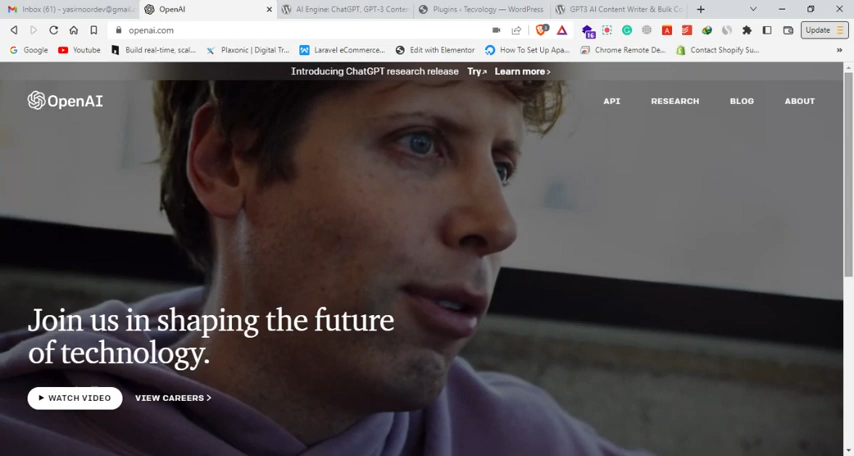 Inbox (61) - yasirnoordev@gmail.
OpenAI
AI Engine: ChatGPT, GPT-3 Conten
Plugins ‹ Tecvology — WordPress
GPT3 AI Content Writer & Bulk Co
openai.com
16
Update
Google
Youtube
Build real-time, scal...
Plaxonic | Digital Tr...
Laravel eCommerce...
Edit with Elementor
How To Set Up Apa...
Chrome Remote De...
Contact Shopify Su...
»
Introducing ChatGPT research release Try↗ Learn more >
OpenAI
API RESEARCH BLOG ABOUT
Join us in shaping the future
of technology.
WATCH VIDEO VIEW CAREERS >